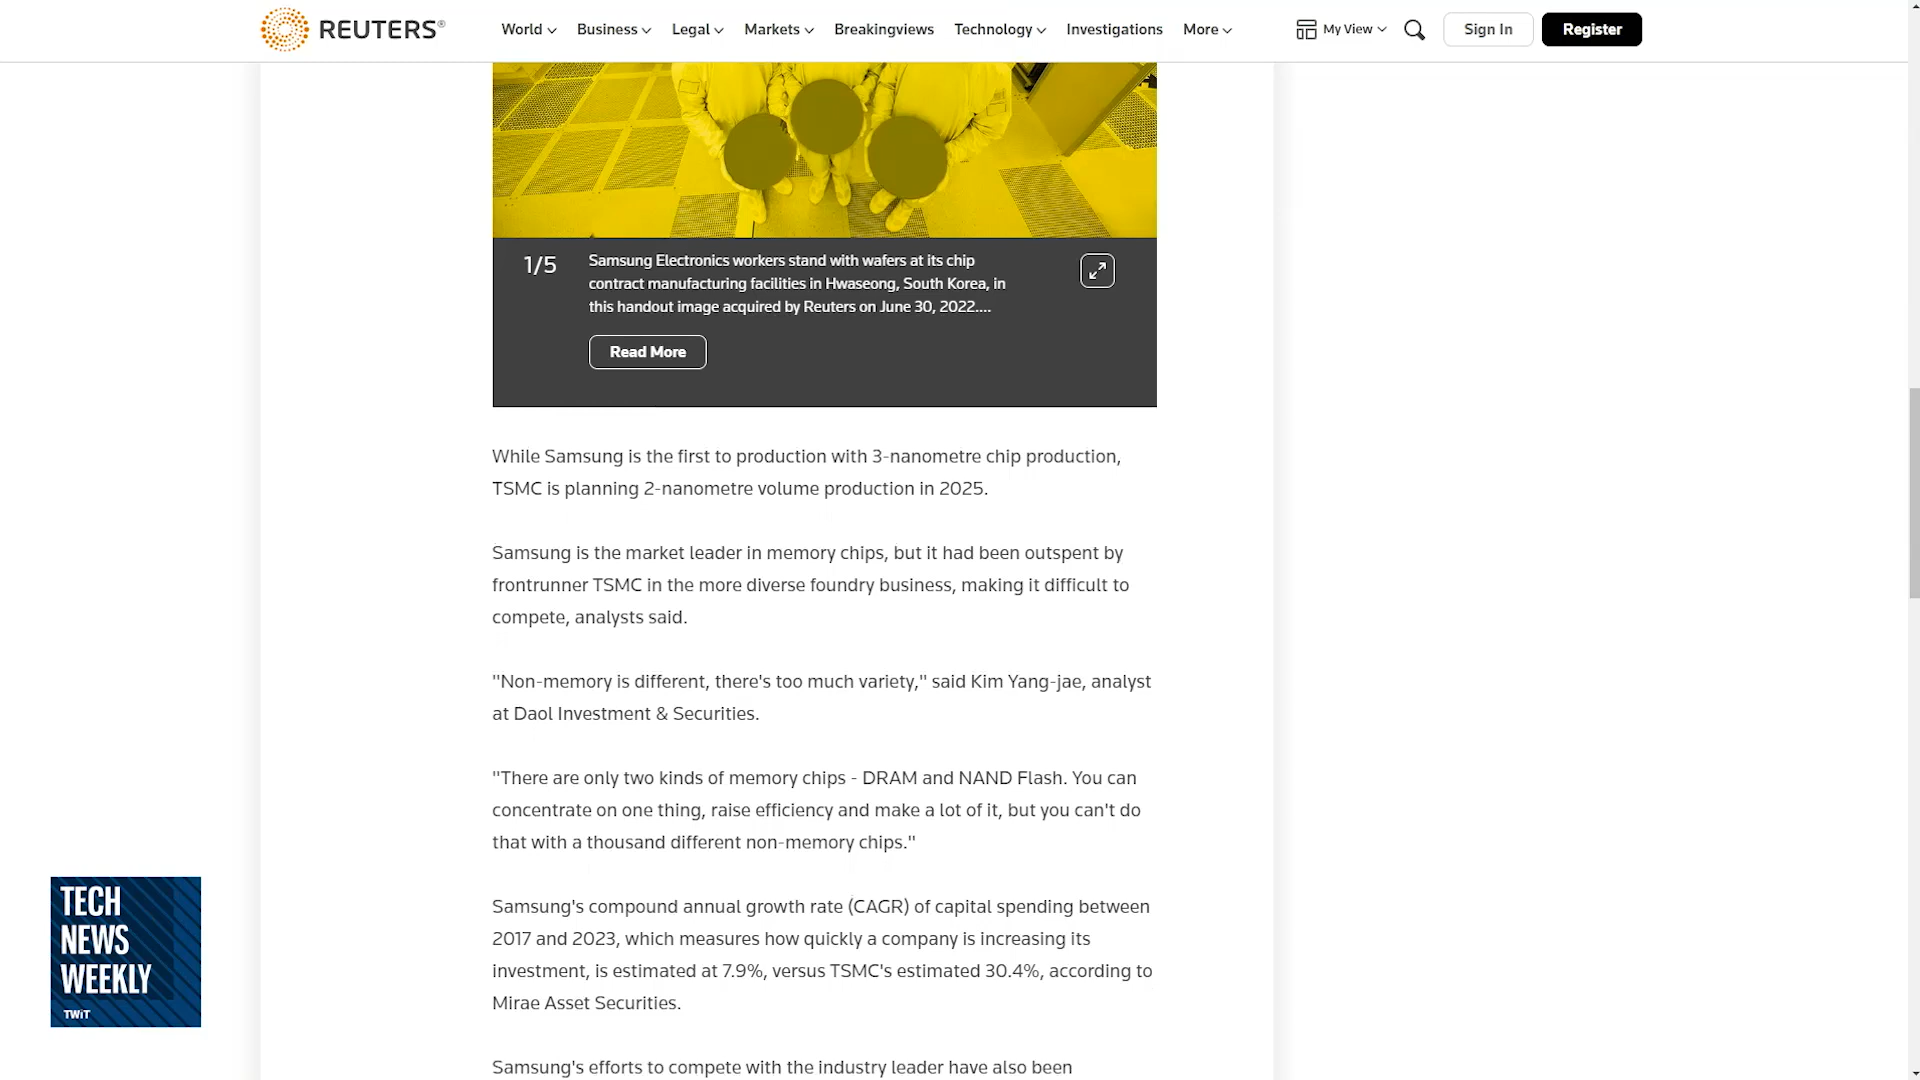 REUTERS®
World
Business
Legal
Markets
Breakingviews
Technology
Investigations
More
My View
Sign In
Register
1/5
Samsung Electronics workers stand with wafers at its chip
contract manufacturing facilities in Hwaseong, South Korea, in
this handout image acquired by Reuters on June 30, 2022....
Read More
While Samsung is the first to production with 3-nanometre chip production,
TSMC is planning 2-nanometre volume production in 2025.
Samsung is the market leader in memory chips, but it had been outspent by
frontrunner TSMC in the more diverse foundry business, making it difficult to
compete, analysts said.
"Non-memory is different, there's too much variety," said Kim Yang-jae, analyst
at Daol Investment & Securities.
"There are only two kinds of memory chips - DRAM and NAND Flash. You can
concentrate on one thing, raise efficiency and make a lot of it, but you can't do
that with a thousand different non-memory chips."
Samsung's compound annual growth rate (CAGR) of capital spending between
2017 and 2023, which measures how quickly a company is increasing its
investment, is estimated at 7.9%, versus TSMC's estimated 30.4%, according to
Mirae Asset Securities.
Samsung's efforts to compete with the industry leader have also been
TECH
NEWS
WEEKLY
TWiT